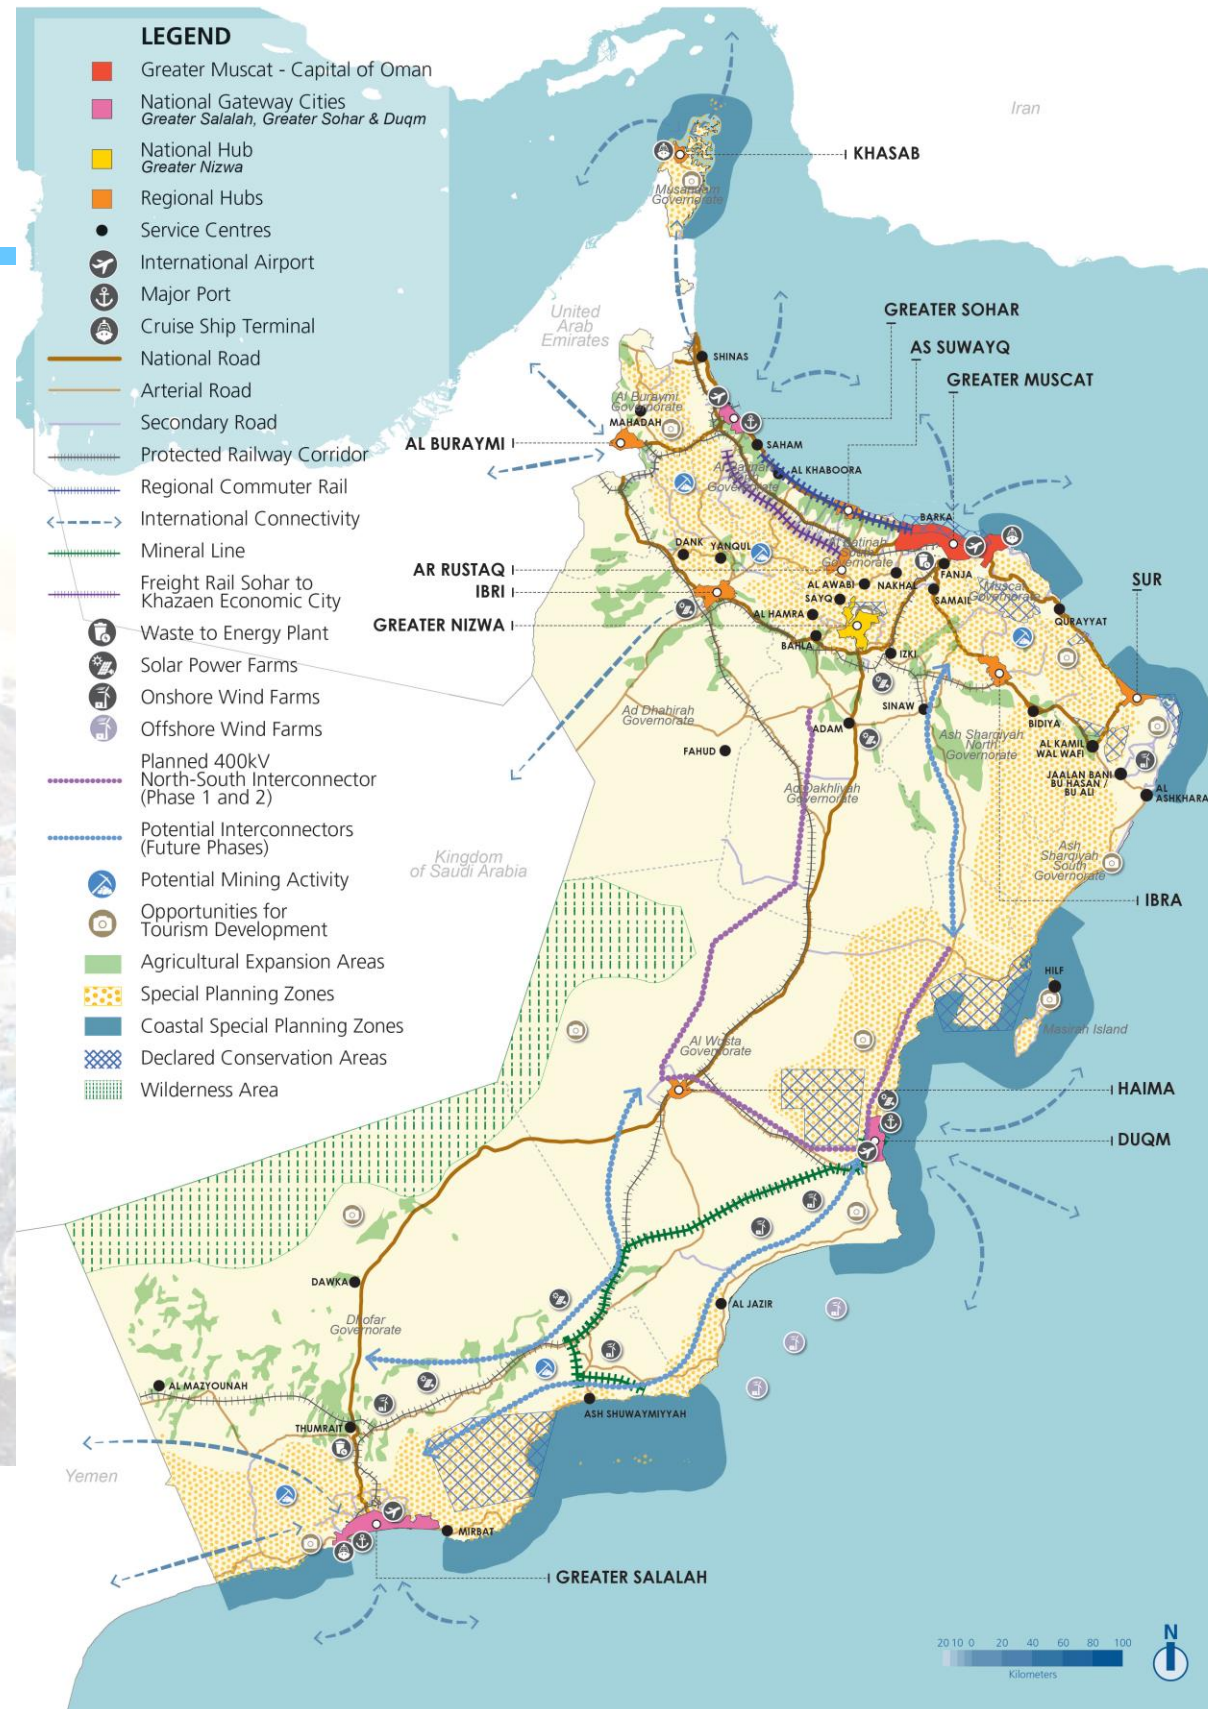 LEGEND
Greater Muscat - Capital of Oman
National Gateway Cities
Greater Salalah, Greater Sohar & Duqm
National Hub
Greater Nizwa
Regional Hubs
Service Centres
International Airport
Major Port
Cruise Ship Terminal
National Road
Arterial Road
Secondary Road
Protected Railway Corridor
Regional Commuter Rail
International Connectivity
Mineral Line
Freight Rail Sohar to
Khazaen Economic City
Waste to Energy Plant
Solar Power Farms
Onshore Wind Farms
Offshore Wind Farms
Planned 400kV
North-South Interconnector
(Phase 1 and 2)
Potential Interconnectors
(Future Phases)
Potential Mining Activity
Opportunities for
Tourism Development
Agricultural Expansion Areas
Special Planning Zones
Coastal Special Planning Zones
Declared Conservation Areas
Wilderness Area
Iran
KHASAB
Musandam
Governorate
United
Arab
Emirates
GREATER SOHAR
AS SUWAYQ
GREATER MUSCAT
SHINAS
Al Buraymi
Governorate
MAHADAH
AL BURAYMI
SAHAM
AL KHABOORA
Al Batinah
North
Governorate
BARKA
DANK
YANQUL
Al Batinah
South
Governorate
AR RUSTAQ
IBRI
GREATER NIZWA
AL AWABI
NAKHAL
FANJA
SAYQ
SAMAIL
Muscat
Governorate
AL HAMRA
QURAYYAT
SUR
BAHLA
IZKI
Ad Dhahirah
Governorate
SINAW
ADAM
BIDIYA
FAHUD
Ash Sharqiyah
North
Governorate
AL KAMIL
WAL WAFI
JAALAN BANI
BU HASAN /
BU ALI
AL
ASHKHARA
Ad Dakhliyah
Governorate
Kingdom
of Saudi Arabia
Ash
Sharqiyah
South
Governorate
IBRA
HILF
Masirah Island
Al Wusta
Governorate
HAIMA
DUQM
DAWKA
Dhofar
Governorate
AL JAZIR
AL MAZYOUNAH
ASH SHUWAYMIYYAH
THUMRAIT
Yemen
MIRBAT
GREATER SALALAH
N
20 10 0 20 40 60 80 100
Kilometers